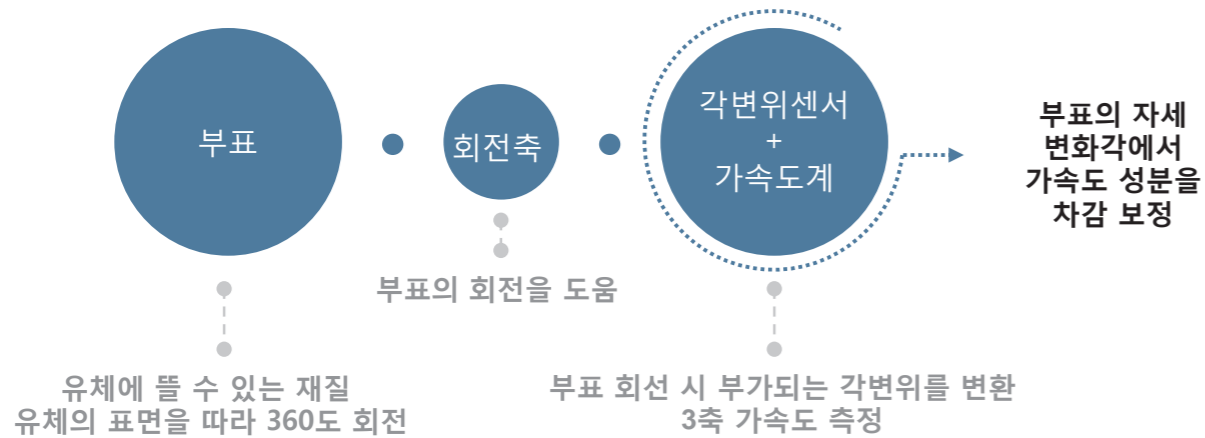 부표
회전축
각변위센서
+
가속도계
부표의 자세
변화각에서
가속도 성분을
차감 보정
부표의 회전을 도움
유체에 뜰 수 있는 재질
유체의 표면을 따라 360도 회전
부표 회선 시 부가되는 각변위를 변환
3축 가속도 측정